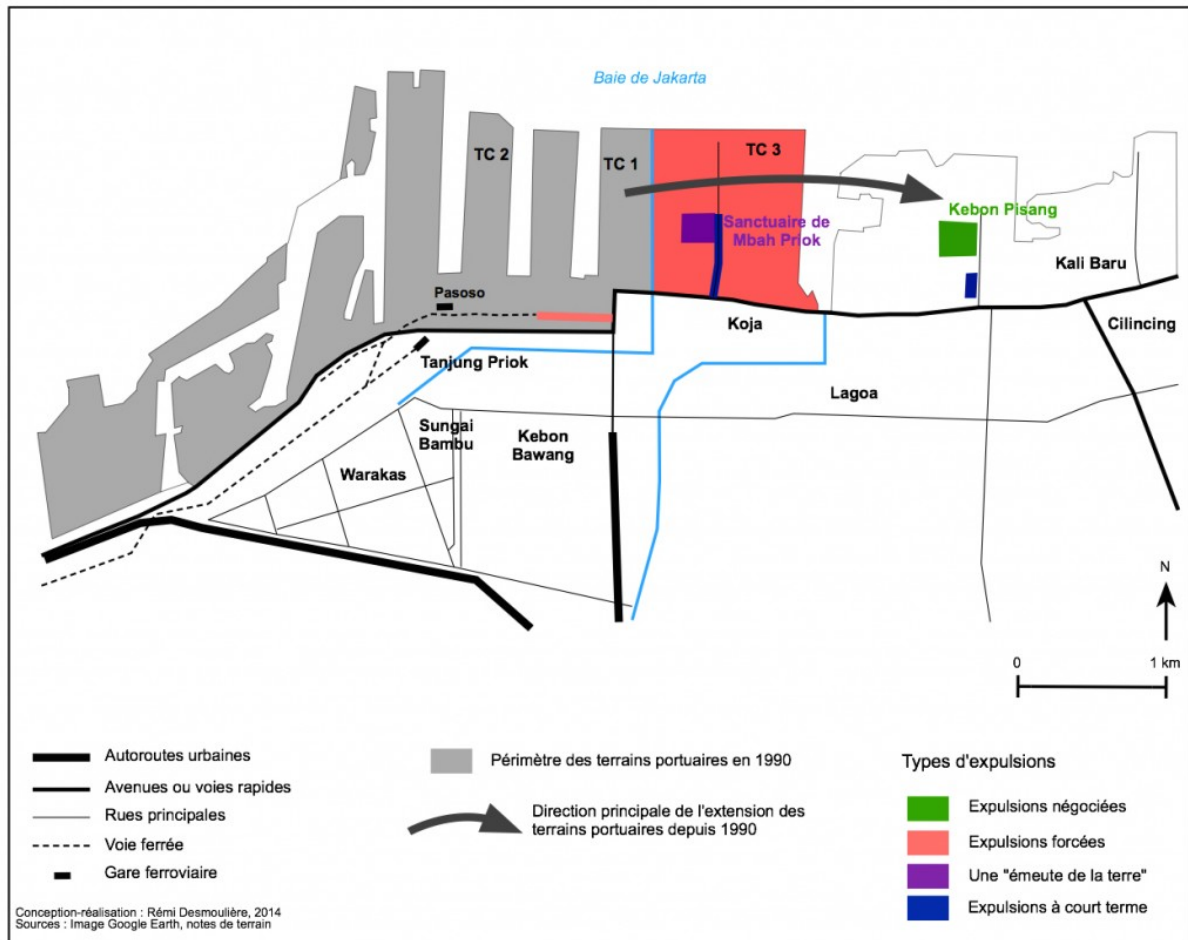 Baie de Jakarta
TC 2
TC 1
TC 3
Sanctuaire de
Mbah Priok
Kebon Pisang
Kali Baru
Pasoso
Koja
Cilincing
Tanjung Priok
Lagoa
Sungai
Bambu
Kebon
Bawang
Warakas
N
0
1 km
Autoroutes urbaines
Avenues ou voies rapides
Rues principales
Voie ferrée
Gare ferroviaire
Périmètre des terrains portuaires en 1990
Direction principale de l'extension des
terrains portuaires depuis 1990
Types d'expulsions
Expulsions négociées
Expulsions forcées
Une "émeute de la terre"
Expulsions à court terme
Conception-réalisation : Rémi Desmoulière, 2014
Sources : Image Google Earth, notes de terrain